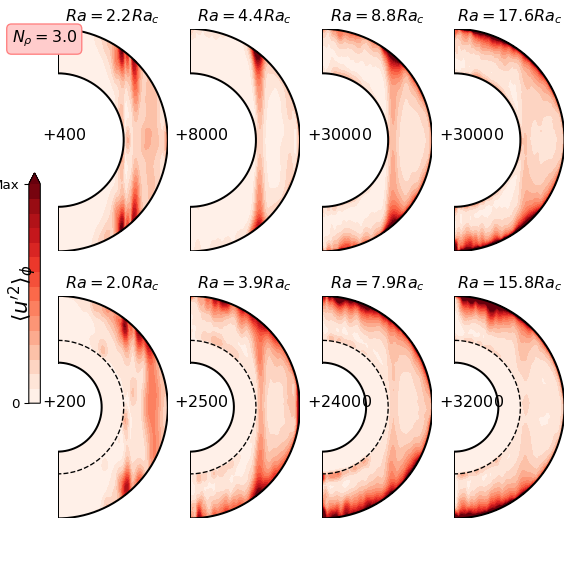 Ra = 2.2Ra_c Ra = 4.4Ra_c Ra = 8.8Ra_c Ra = 17.6Ra_c
N_ρ = 3.0
+400 +8000 +30000 +30000
Max
⟨u′²⟩_ϕ
0
Ra = 2.0Ra_c Ra = 3.9Ra_c Ra = 7.9Ra_c Ra = 15.8Ra_c
+200 +2500 +24000 +32000